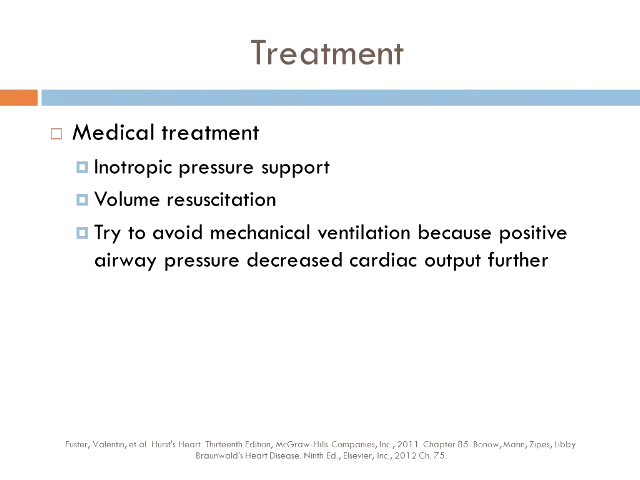 Treatment
Medical treatment
Inotropic pressure support
Volume resuscitation
Try to avoid mechanical ventilation because positive
airway pressure decreased cardiac output further
Fuster, Valentin, et al. Hurst's Heart. Thirteenth Edition, McGraw-Hills Companies, Inc., 2011. Chapter 85. Bonow, Mann, Zipes, Libby.
Braunwald's Heart Disease. Ninth Ed., Elsevier, Inc., 2012 Ch. 75.